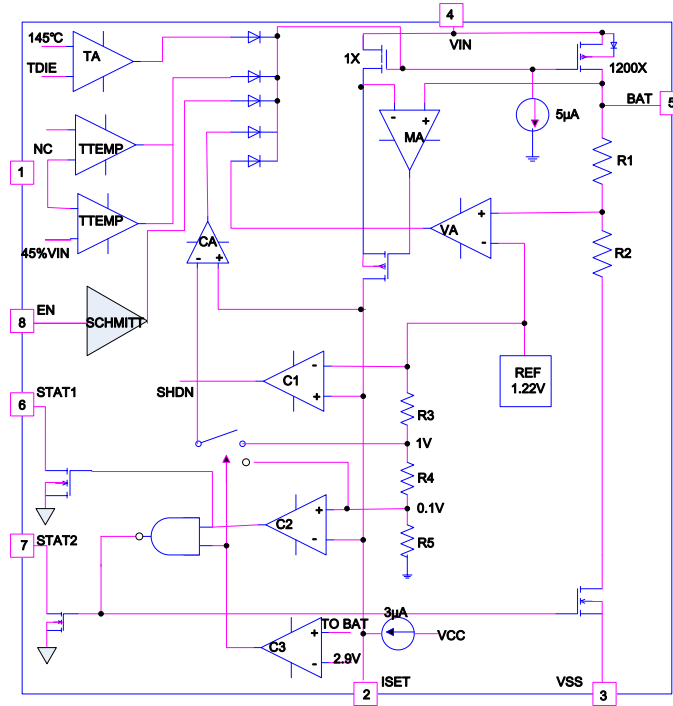 4
VIN
145℃
TA
TDIE
1X
1200X
BAT
5
5μA
- +
MA
NC
TTEMP
1
R1
TTEMP
+
VA
-
R2
45%VIN
CA
- +
EN
8
SCHMITT
REF
1.22V
-
C1
+
SHDN
STAT1
6
R3
1V
R4
+
C2
-
0.1V
R5
STAT2
7
3μA
TO BAT
+
C3
-
2.9V
VCC
ISET
2
VSS
3